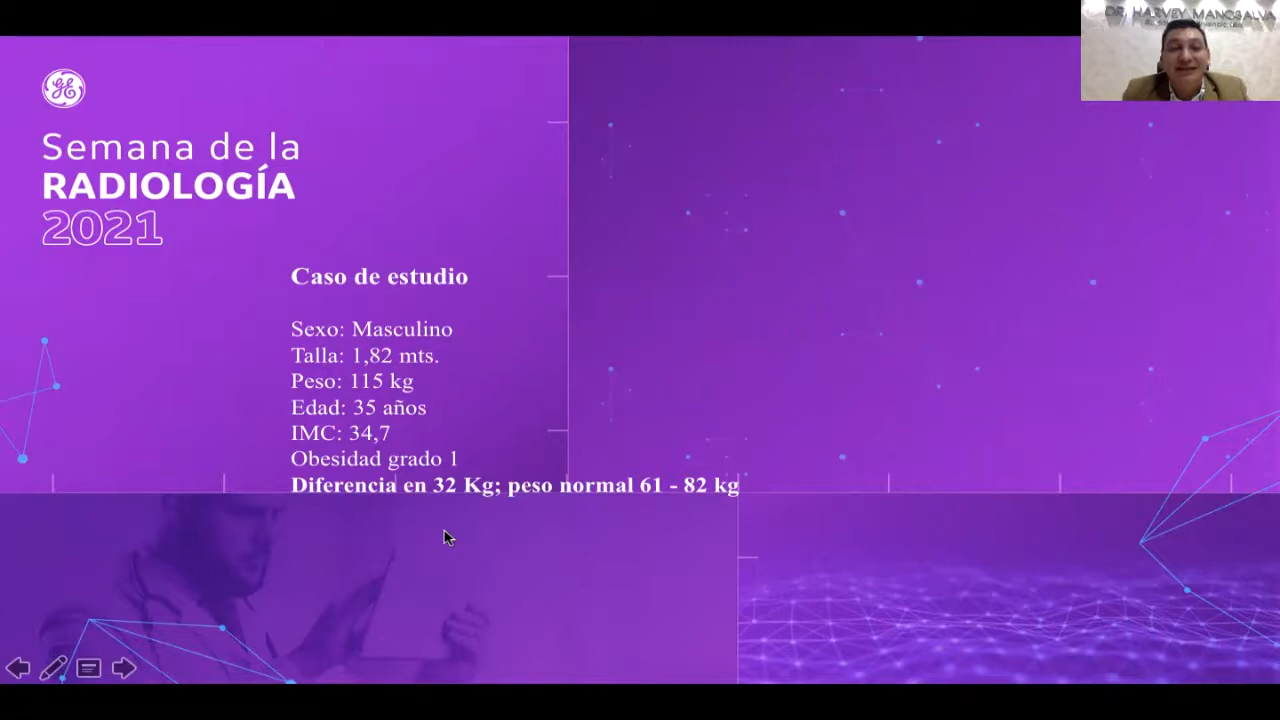 DR. HARVEY MANOSALVA
GE
Semana de la
RADIOLOGÍA
2021
Caso de estudio
Sexo: Masculino
Talla: 1,82 mts.
Peso: 115 kg
Edad: 35 años
IMC: 34,7
Obesidad grado 1
Diferencia en 32 Kg; peso normal 61 - 82 kg